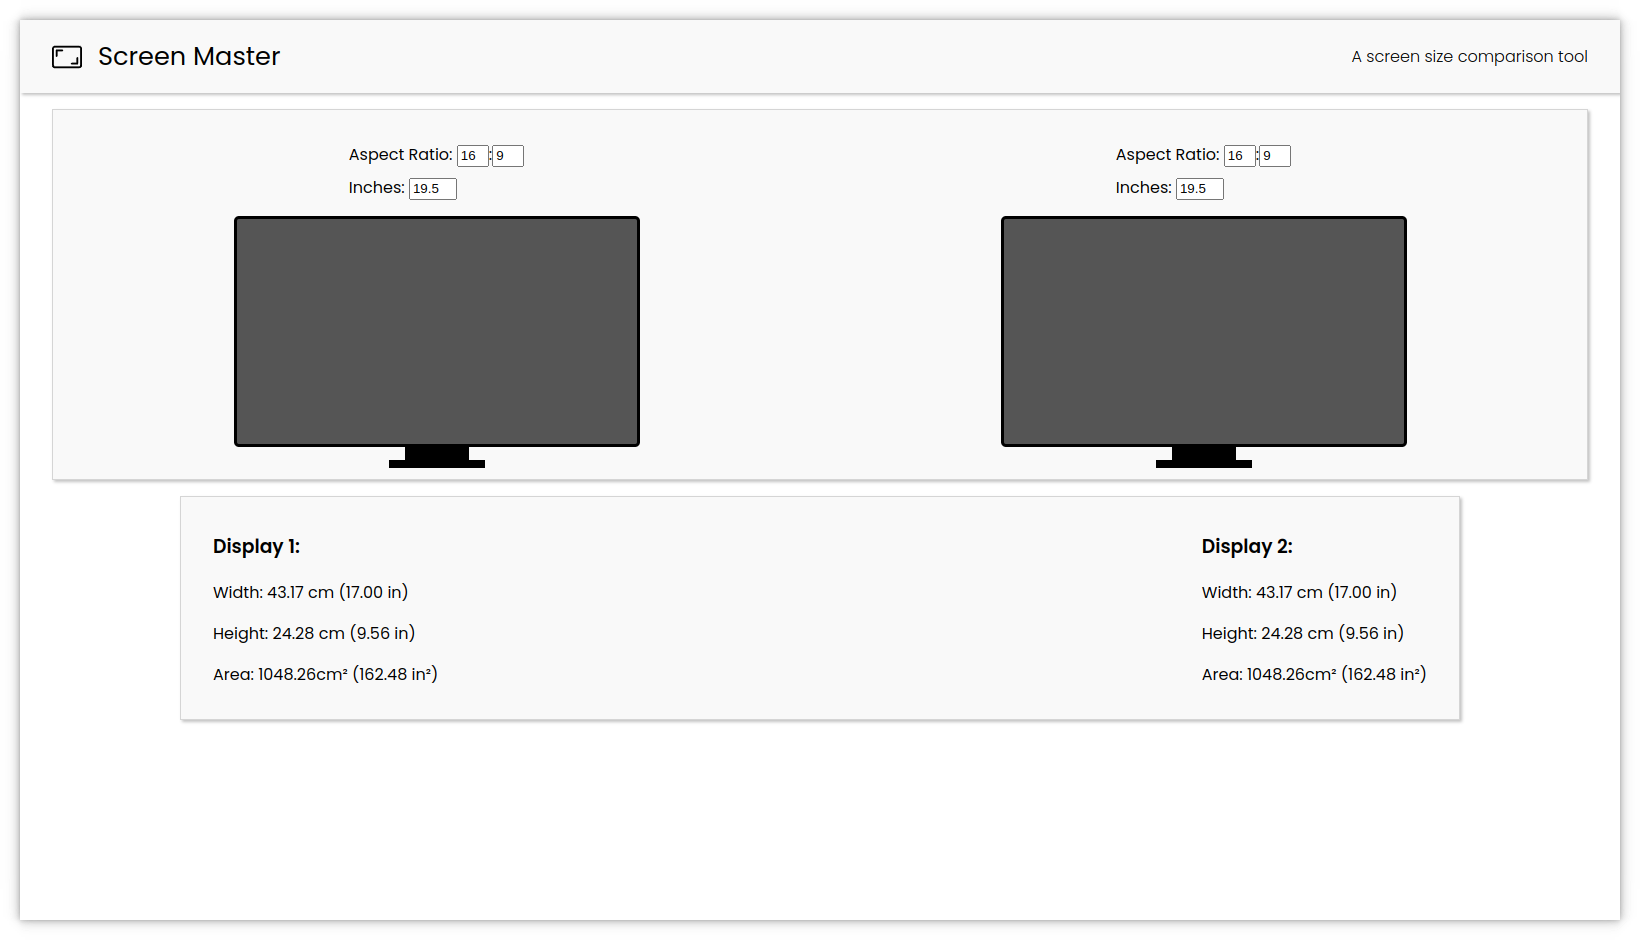 Screen Master
A screen size comparison tool
Aspect Ratio: 16:9
Inches: 19.5
Aspect Ratio: 16:9
Inches: 19.5
Display 1:
Width: 43.17 cm (17.00 in)
Height: 24.28 cm (9.56 in)
Area: 1048.26cm² (162.48 in²)
Display 2:
Width: 43.17 cm (17.00 in)
Height: 24.28 cm (9.56 in)
Area: 1048.26cm² (162.48 in²)